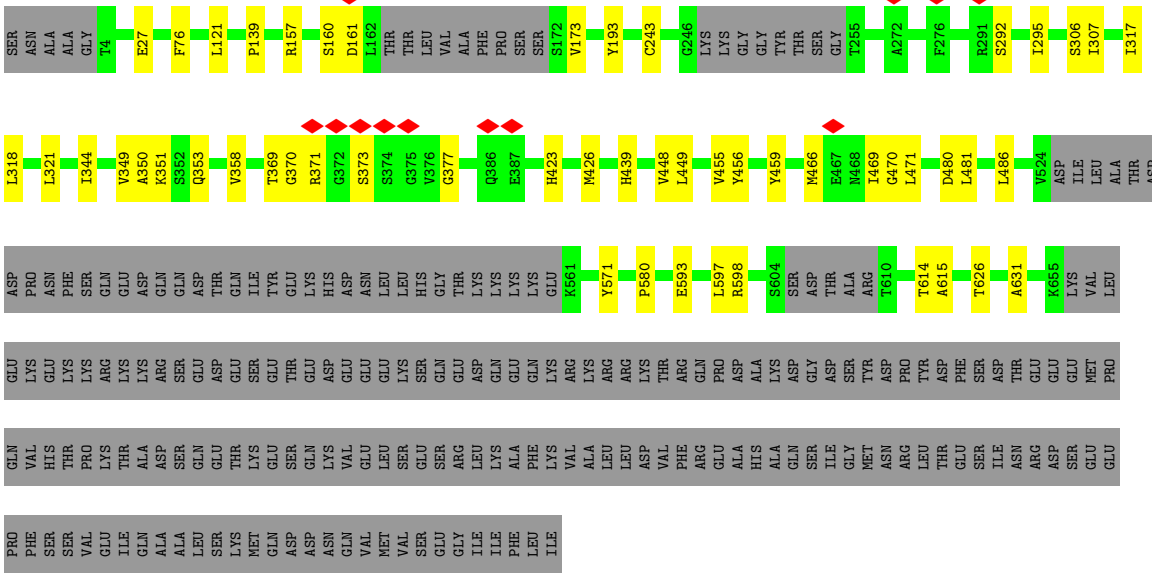 SER ASN ALA ALA GLY T4 E27 F76 L121 P139 R157 S160 D161 L162 THR THR LEU VAL ALA PHE PRO SER SER S172 V173 Y193 C243 G246 LYS LYS GLY GLY TYR THR SER GLY T255 A272 F276 R291 S292 I295 S306 I307 I317
L318 L321 I344 V349 A350 K351 S352 Q353 V358 T369 G370 R371 G372 S373 S374 G375 V376 G377 Q386 E387 H423 M426 H439 V448 L449 V455 Y456 Y459 M466 E467 N468 I469 G470 L471 D480 L481 L486 V524 ASP ILE LEU ALA THR ASP
ASP PRO ASN PHE SER GLN GLU ASP GLN GLN ASP THR GLN ILE TYR GLU LYS HIS ASP ASN LEU LEU HIS GLY THR LYS LYS LYS LYS GLU K561 Y571 P580 E593 L597 R598 S604 SER ASP THR ALA ARG T610 T614 A615 T626 A631 K655 LYS VAL LEU
GLU LYS GLU LYS LYS ARG LYS LYS ARG SER GLU ASP GLU SER GLU THR GLU ASP GLU GLU GLU LYS SER GLN GLU ASP GLN GLU GLN LYS ARG LYS ARG ARG LYS THR ARG GLN PRO ASP ALA LYS ASP GLY ASP SER TYR ASP PRO TYR ASP PHE SER ASP THR GLU GLU GLU MET PRO
GLN VAL HIS THR PRO LYS THR ALA ASP SER GLN GLU THR LYS GLU SER GLN LYS VAL GLU LEU SER GLU SER ARG LEU LYS ALA PHE LYS VAL ALA LEU LEU ASP VAL PHE ARG GLU ALA HIS ALA GLN SER ILE GLY MET ASN ARG LEU THR GLU SER ILE ASN ARG ASP SER GLU GLU
PRO PHE SER SER VAL GLU ILE GLN ALA ALA LEU SER LYS MET GLN ASP ASP ASN GLN VAL MET VAL SER GLU GLY ILE ILE PHE LEU ILE